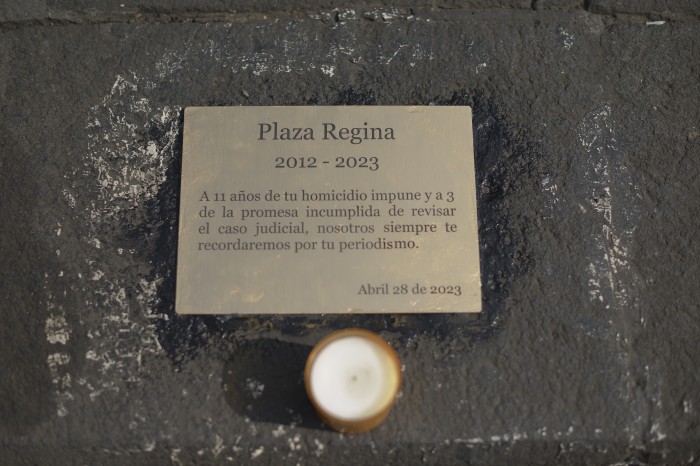 Plaza Regina
2012 - 2023
A 11 años de tu homicidio impune y a 3
de la promesa incumplida de revisar
el caso judicial, nosotros siempre te
recordaremos por tu periodismo.
Abril 28 de 2023